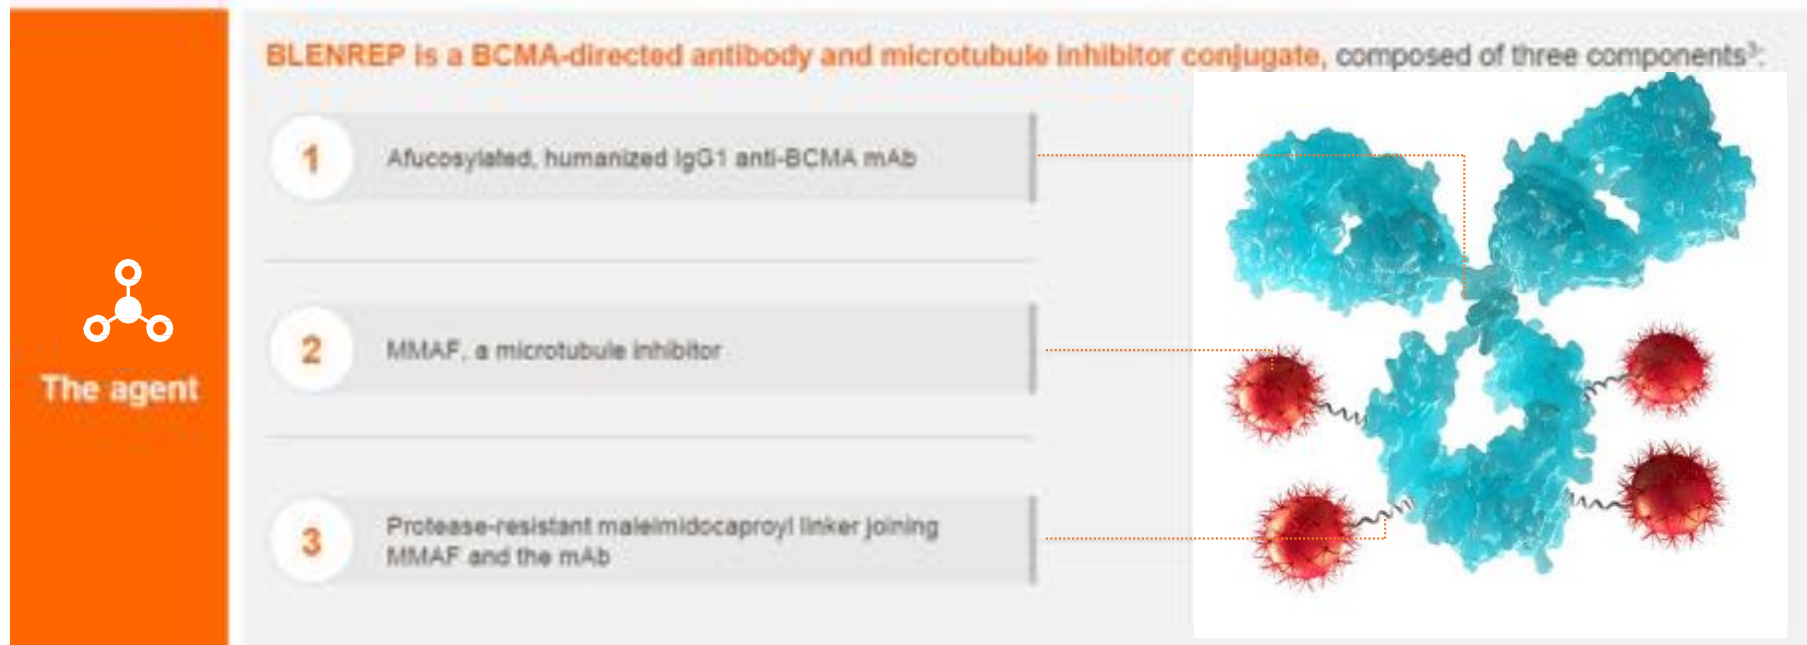 BLENREP is a BCMA-directed antibody and microtubule inhibitor conjugate, composed of three components³:
1
Afucosylated, humanized IgG1 anti-BCMA mAb
2
MMAF, a microtubule inhibitor
The agent
3
Protease-resistant maleimidocaproyl linker joining
MMAF and the mAb